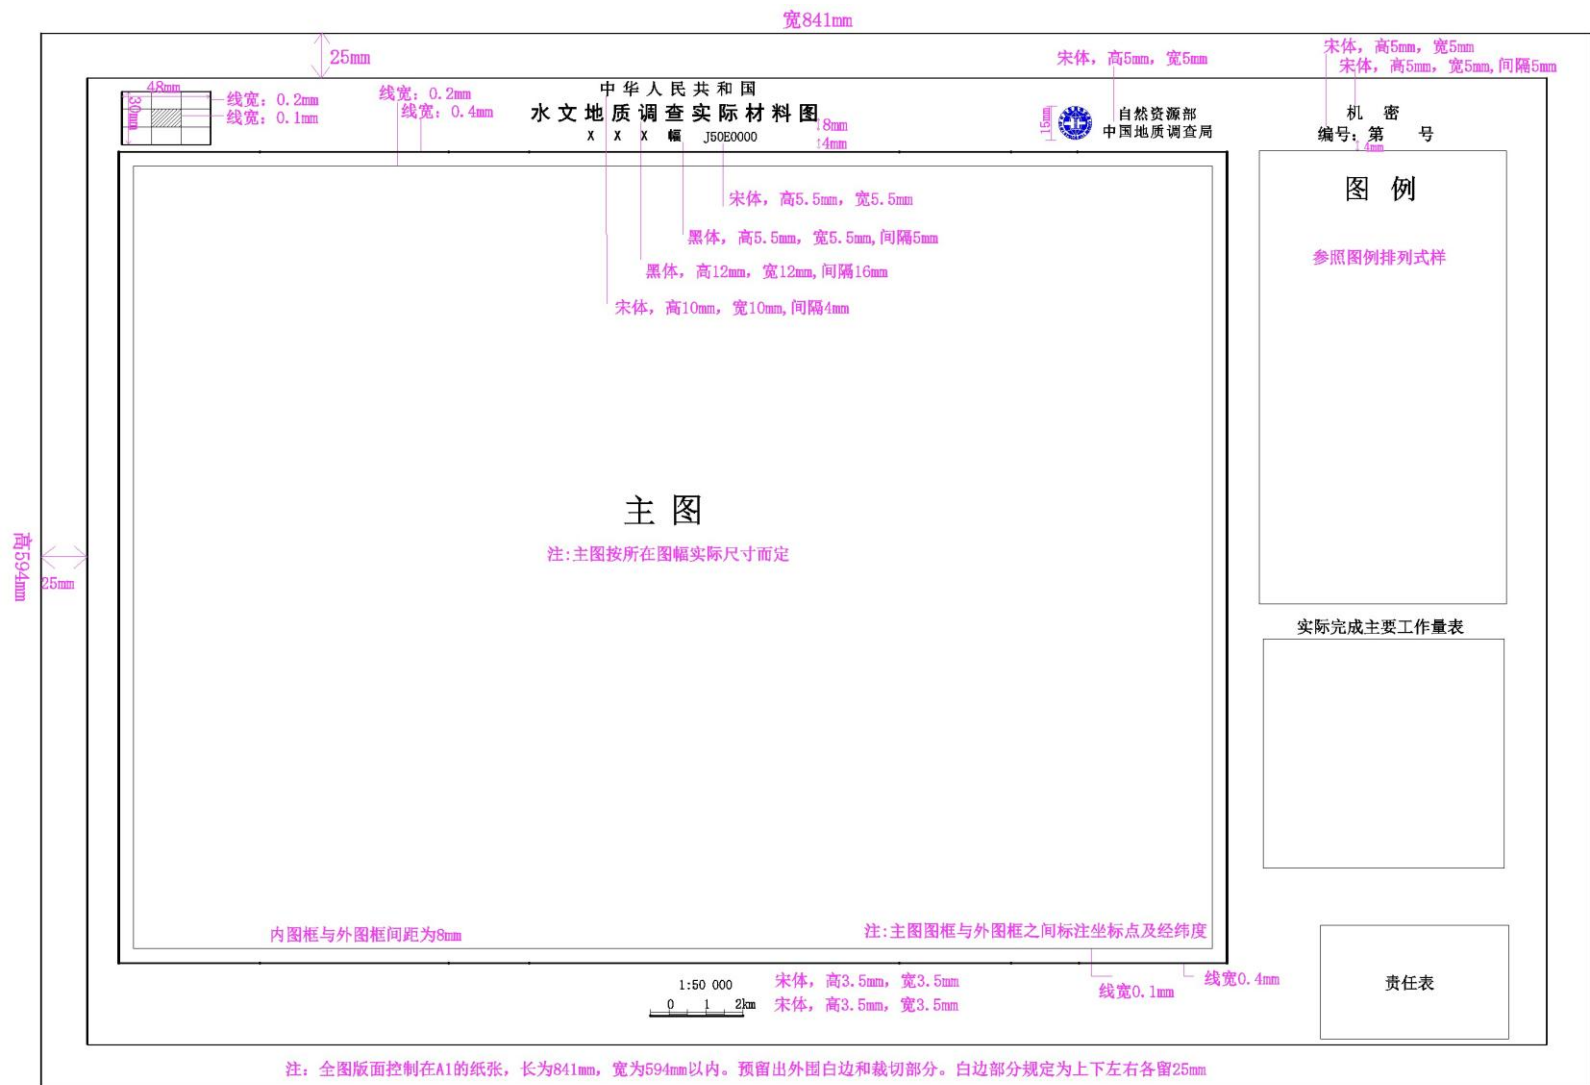 宽841mm
25mm
宋体，高5mm，宽5mm
宋体，高5mm，宽5mm
宋体，高5mm，宽5mm,间隔5mm
48mm
30mm
线宽：0.2mm
线宽：0.1mm
线宽：0.2mm
线宽：0.4mm
中华人民共和国
水文地质调查实际材料图
X X X 幅 J50E0000
8mm
4mm
15mm
自然资源部
中国地质调查局
机 密
编号：第 号
4mm
图 例
参照图例排列式样
宋体，高5.5mm，宽5.5mm
黑体，高5.5mm，宽5.5mm,间隔5mm
黑体，高12mm，宽12mm,间隔16mm
宋体，高10mm，宽10mm,间隔4mm
主 图
注:主图按所在图幅实际尺寸而定
高594mm
25mm
实际完成主要工作量表
内图框与外图框间距为8mm
注:主图图框与外图框之间标注坐标点及经纬度
1:50 000
宋体，高3.5mm，宽3.5mm
0 1 2km
宋体，高3.5mm，宽3.5mm
线宽0.1mm
线宽0.4mm
责任表
注：全图版面控制在A1的纸张，长为841mm，宽为594mm以内。预留出外围白边和裁切部分。白边部分规定为上下左右各留25mm